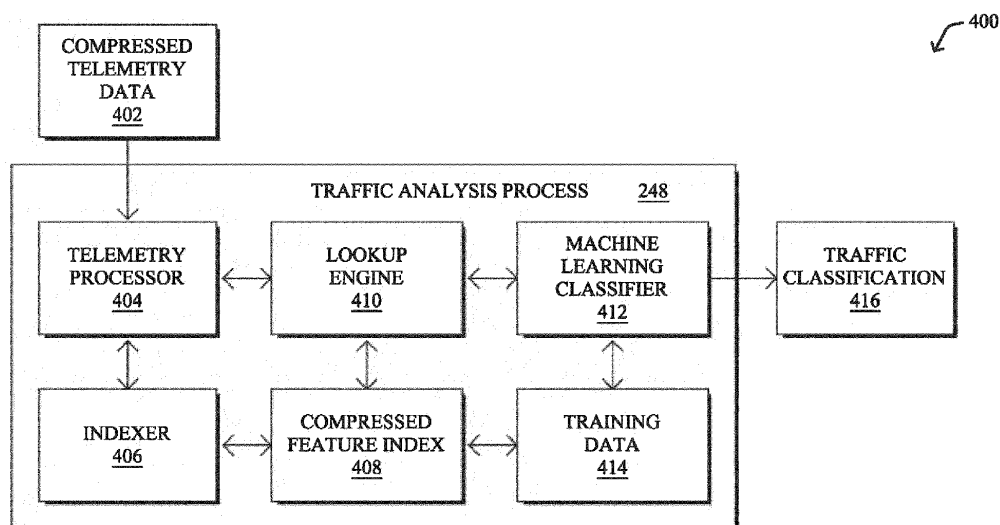 400
COMPRESSED
TELEMETRY
DATA
402
TRAFFIC ANALYSIS PROCESS 248
TELEMETRY
PROCESSOR
404
LOOKUP
ENGINE
410
MACHINE
LEARNING
CLASSIFIER
412
TRAFFIC
CLASSIFICATION
416
INDEXER
406
COMPRESSED
FEATURE INDEX
408
TRAINING
DATA
414